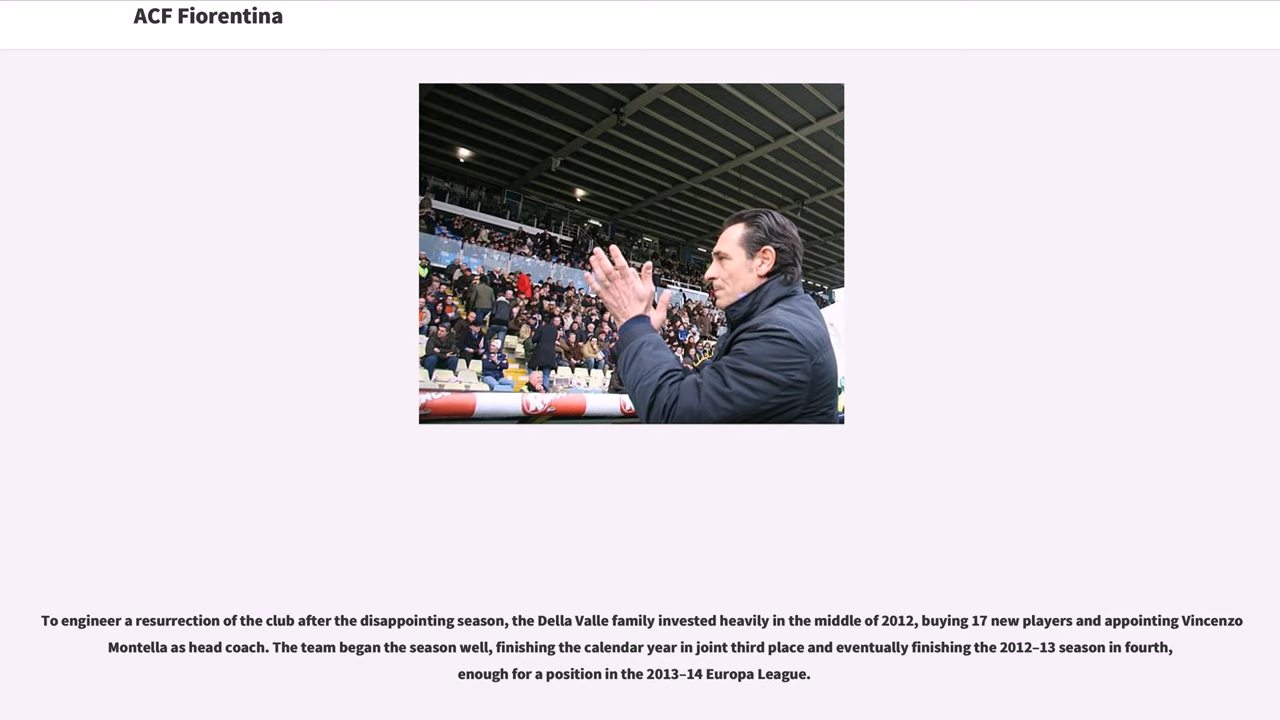 ACF Fiorentina
To engineer a resurrection of the club after the disappointing season, the Della Valle family invested heavily in the middle of 2012, buying 17 new players and appointing Vincenzo
Montella as head coach. The team began the season well, finishing the calendar year in joint third place and eventually finishing the 2012–13 season in fourth,
enough for a position in the 2013–14 Europa League.